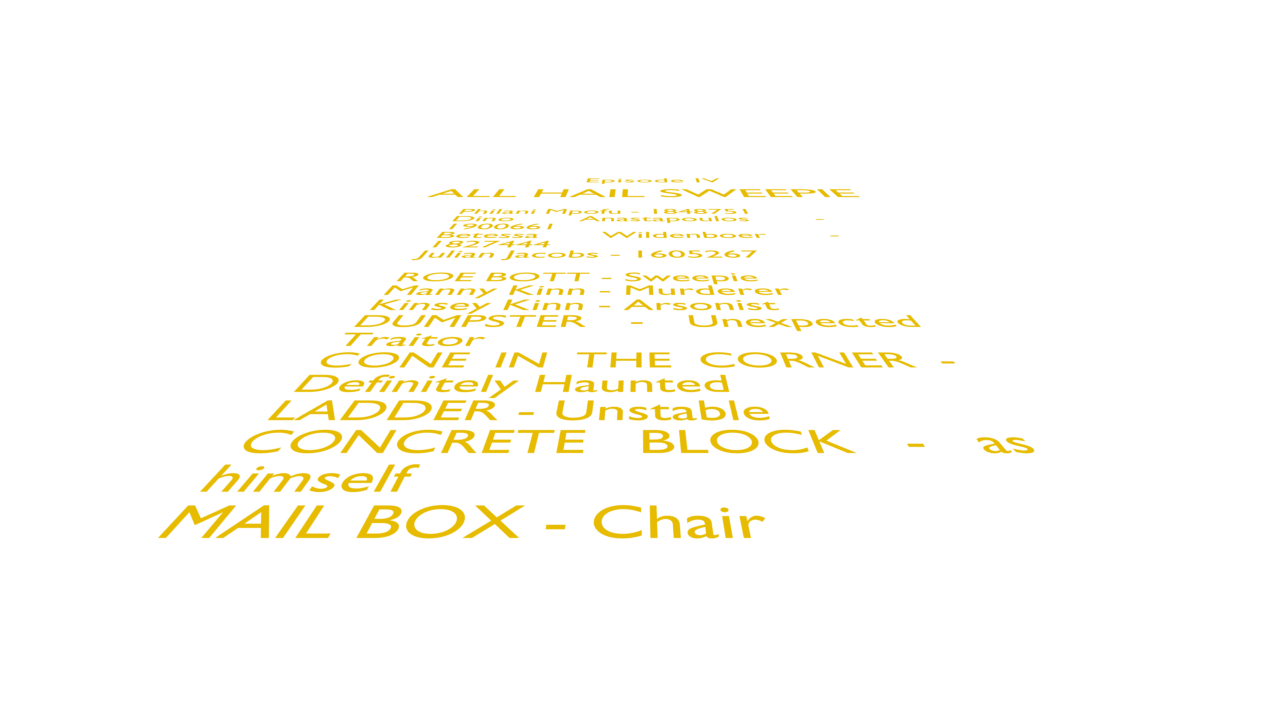 Episode IV
ALL HAIL SWEEPIE
Philani Mpofu - 1848751
Dino Anastapoulos -
1900661
Betessa Wildenboer -
1827444
Julian Jacobs - 1605267
ROE BOTT - Sweepie
Manny Kinn - Murderer
Kinsey Kinn - Arsonist
DUMPSTER - Unexpected
Traitor
CONE IN THE CORNER -
Definitely Haunted
LADDER - Unstable
CONCRETE BLOCK - as
himself
MAIL BOX - Chair